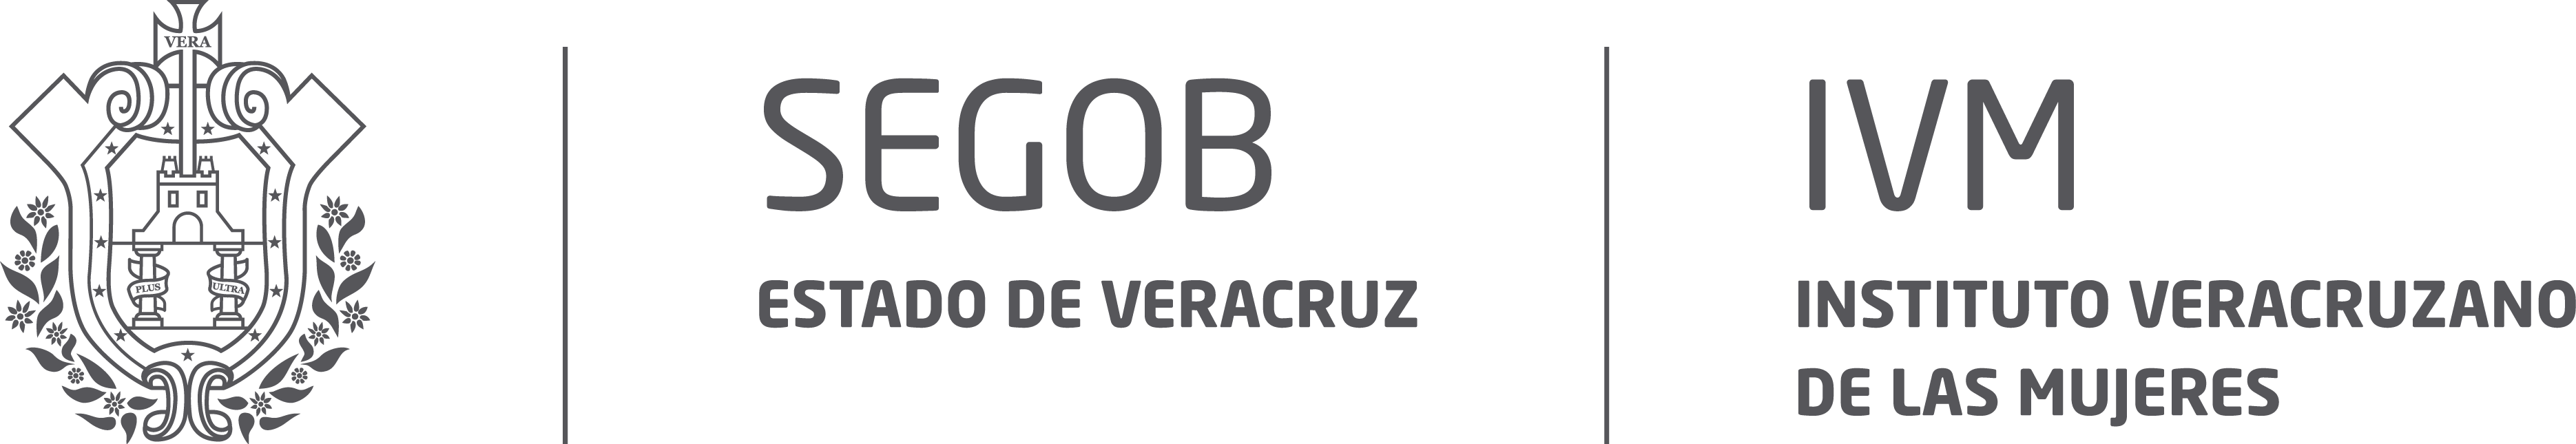 VERA
PLUS ULTRA
SEGOB
ESTADO DE VERACRUZ
IVM
INSTITUTO VERACRUZANO
DE LAS MUJERES